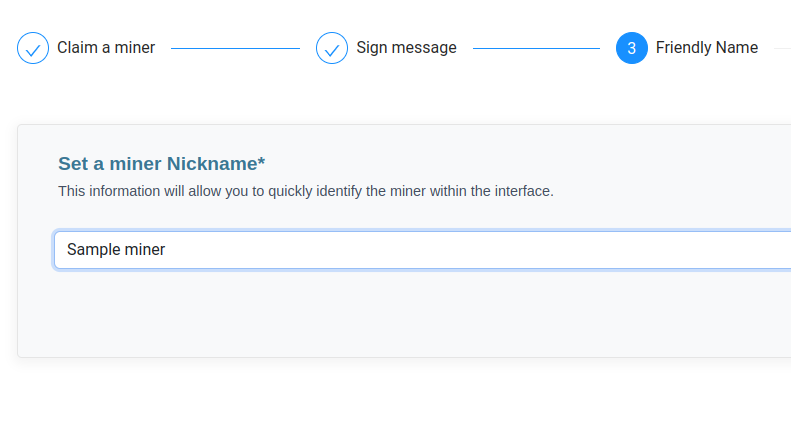 Claim a miner
Sign message
3 Friendly Name
Set a miner Nickname*
This information will allow you to quickly identify the miner within the interface.
Sample miner